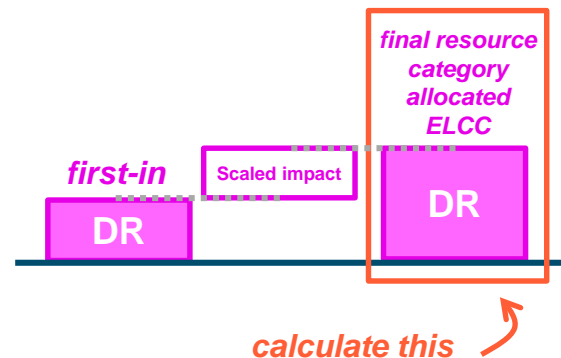 final resource
category
allocated
ELCC
first-in
Scaled impact
DR
DR
calculate this